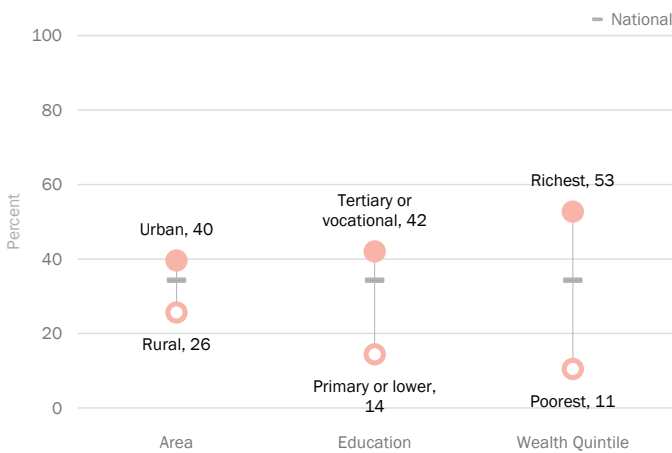 National
100
80
60
40
20
0
Percent
Urban, 40
Rural, 26
Tertiary or
vocational, 42
Primary or lower,
14
Richest, 53
Poorest, 11
Area
Education
Wealth Quintile